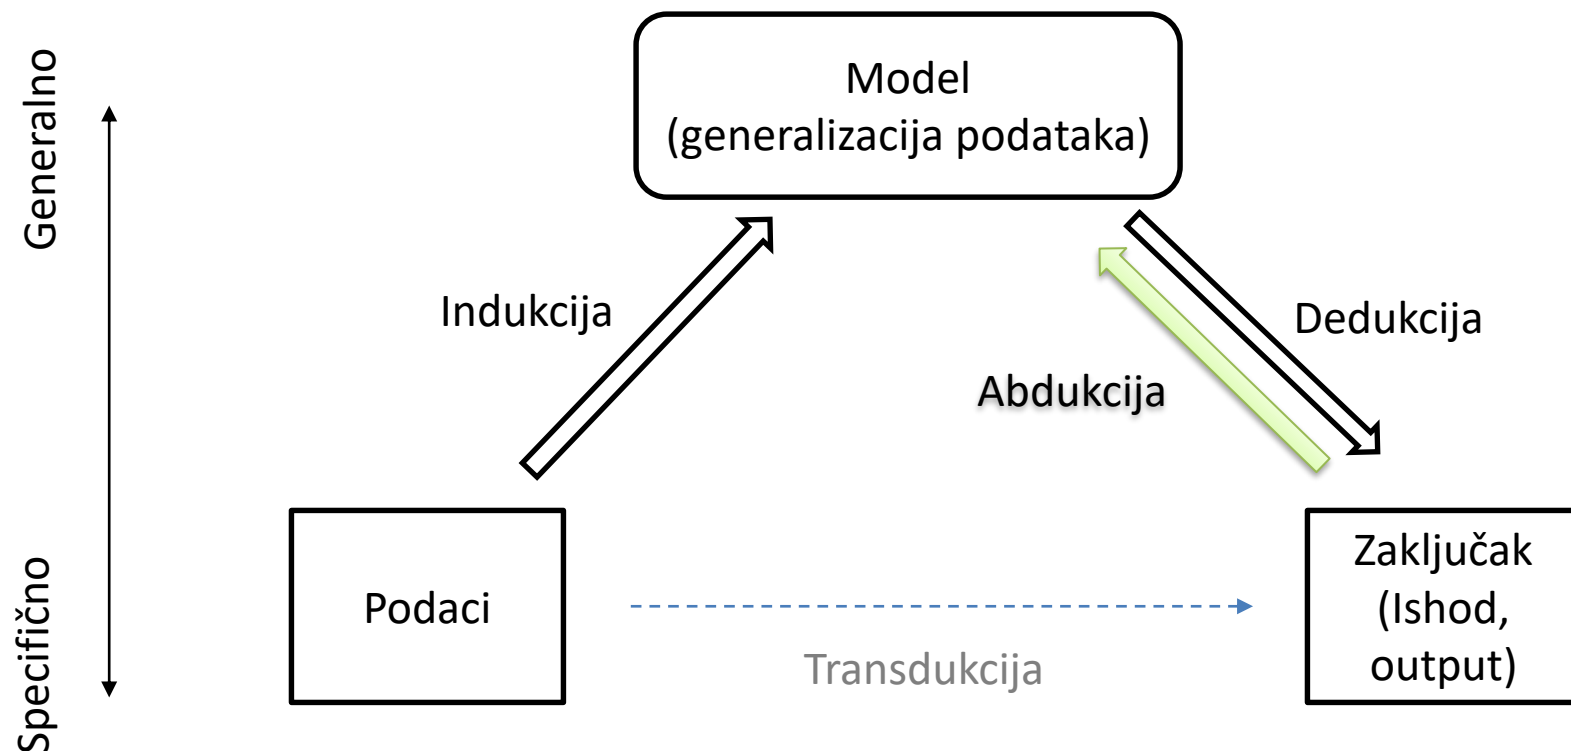 Generalno
Specifično
Model
(generalizacija podataka)
Indukcija
Dedukcija
Abdukcija
Podaci
Transdukcija
Zaključak
(Ishod,
output)